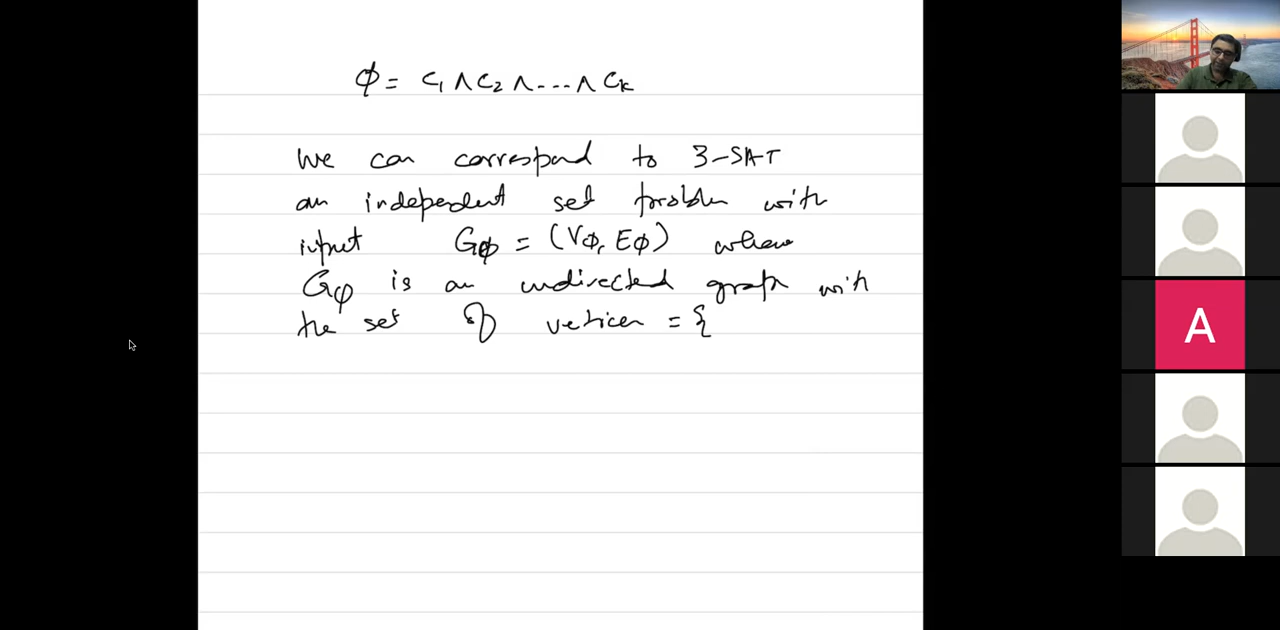 ϕ = C₁ ∧ C₂ ∧ .... ∧ Cₖ
We can correspond to 3-SAT
an independent set problem with
input Gϕ = (Vϕ, Eϕ) where
Gφ is an undirected graph with
the set of vertices = {
A